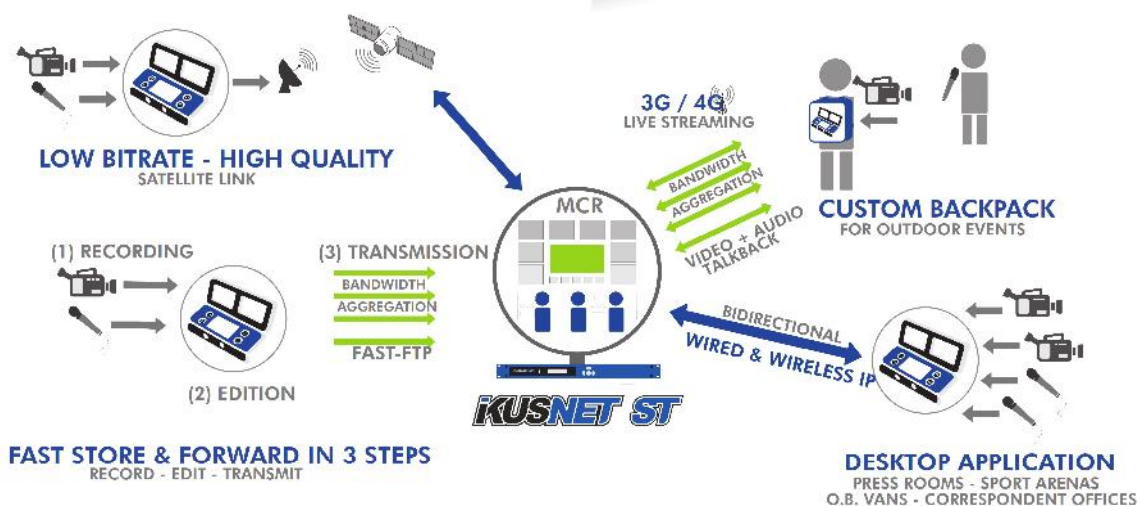 LOW BITRATE - HIGH QUALITY
SATELLITE LINK
3G / 4G
LIVE STREAMING
BANDWIDTH
AGGREGATION
VIDEO + AUDIO
TALKBACK
CUSTOM BACKPACK
FOR OUTDOOR EVENTS
MCR
(1) RECORDING
(2) EDITION
(3) TRANSMISSION
BANDWIDTH
AGGREGATION
FAST-FTP
BIDIRECTIONAL
WIRED & WIRELESS IP
iKUSNET ST
FAST STORE & FORWARD IN 3 STEPS
RECORD - EDIT - TRANSMIT
DESKTOP APPLICATION
PRESS ROOMS - SPORT ARENAS
O.B. VANS - CORRESPONDENT OFFICES